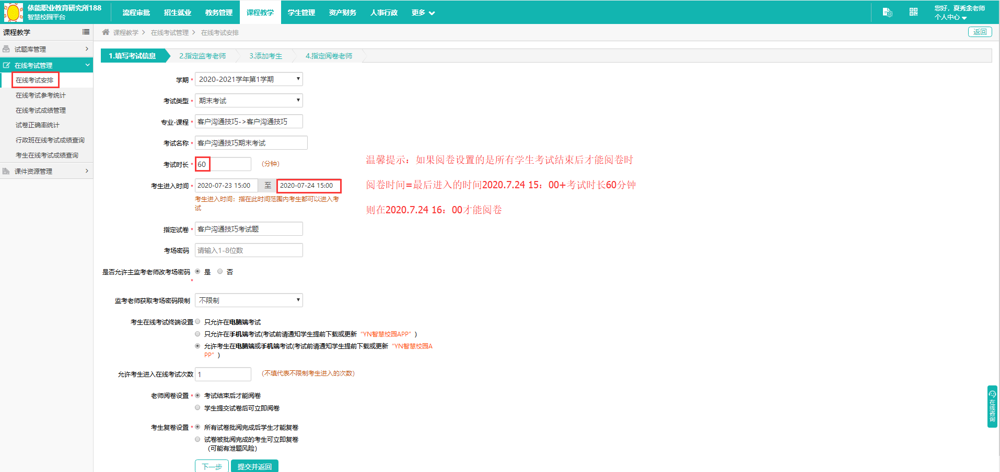 依能职业教育研究所188
智慧校园平台
流程审批 招生就业 教务管理 课程教学 学生管理 资产财务 人事行政 更多
您好，夏秀余老师
个人中心
课程教学
试题库管理
在线考试管理
在线考试安排
在线考试参考统计
在线考试成绩管理
试卷正确率统计
行政班在线考试成绩查询
考生在线考试成绩查询
课件资源管理
课程教学 > 在线考试管理 > 在线考试安排
返回
1.填写考试信息 2.指定监考老师 3.添加考生 4.指定阅卷老师
学期 * 2020-2021学年第1学期
考试类型 * 期末考试
专业-课程 * 客户沟通技巧->客户沟通技巧
考试名称 * 客户沟通技巧期末考试
考试时长 * 60 （分钟）
考生进入时间 * 2020-07-23 15:00 至 2020-07-24 15:00
考生进入时间：指在此时间范围内考生都可以进入考
试
温馨提示：如果阅卷设置的是所有学生考试结束后才能阅卷时
阅卷时间=最后进入的时间2020.7.24 15：00+考试时长60分钟
则在2020.7.24 16：00才能阅卷
指定试卷 * 客户沟通技巧考试题
考场密码 请输入1-8位数
是否允许主监考老师改考场密码 是 否
*
监考老师获取考场密码限制 不限制
考生在线考试终端设置 只允许在电脑端考试
只允许在手机端考试(考试前请通知学生提前下载或更新“YN智慧校园APP”)
允许考生在电脑端或手机端考试(考试前请通知学生提前下载或更新“YN智慧校园A
PP”)
允许考生进入在线考试次数 1 （不填代表不限制考生进入的次数）
老师阅卷设置 * 考试结束后才能阅卷
学生提交试卷后可立即阅卷
考生复卷设置 * 所有试卷批阅完成后学生才能复卷
试卷被批阅完成的考生可立即复卷
（可能有泄题风险）
下一步 提交并返回
在线咨询